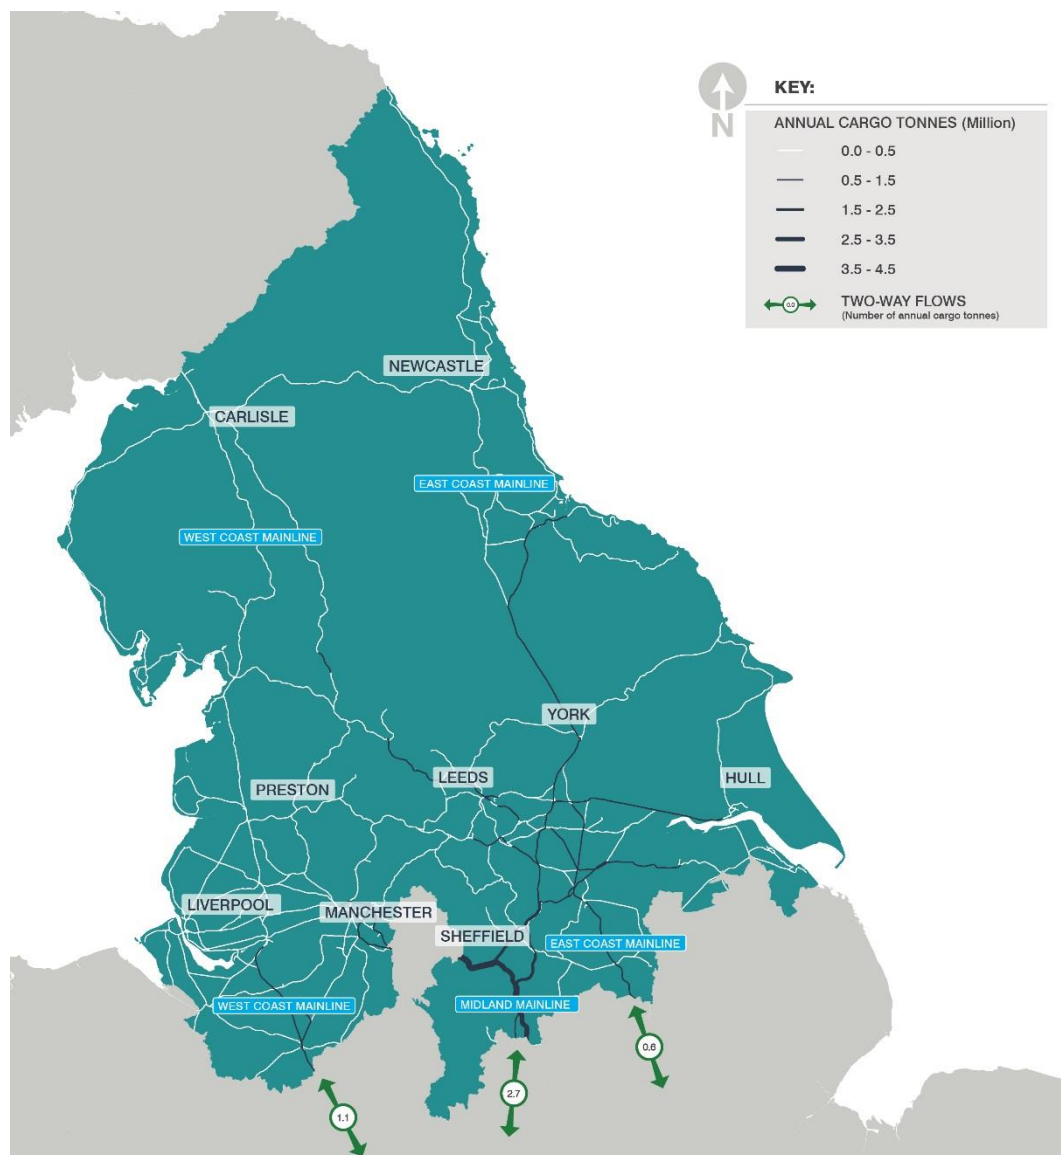 N
KEY:
ANNUAL CARGO TONNES (Million)
0.0 - 0.5
0.5 - 1.5
1.5 - 2.5
2.5 - 3.5
3.5 - 4.5
0.0
TWO-WAY FLOWS
(Number of annual cargo tonnes)
NEWCASTLE
CARLISLE
EAST COAST MAINLINE
WEST COAST MAINLINE
YORK
LEEDS
HULL
PRESTON
LIVERPOOL
MANCHESTER
SHEFFIELD
EAST COAST MAINLINE
WEST COAST MAINLINE
MIDLAND MAINLINE
0.6
2.7
1.1